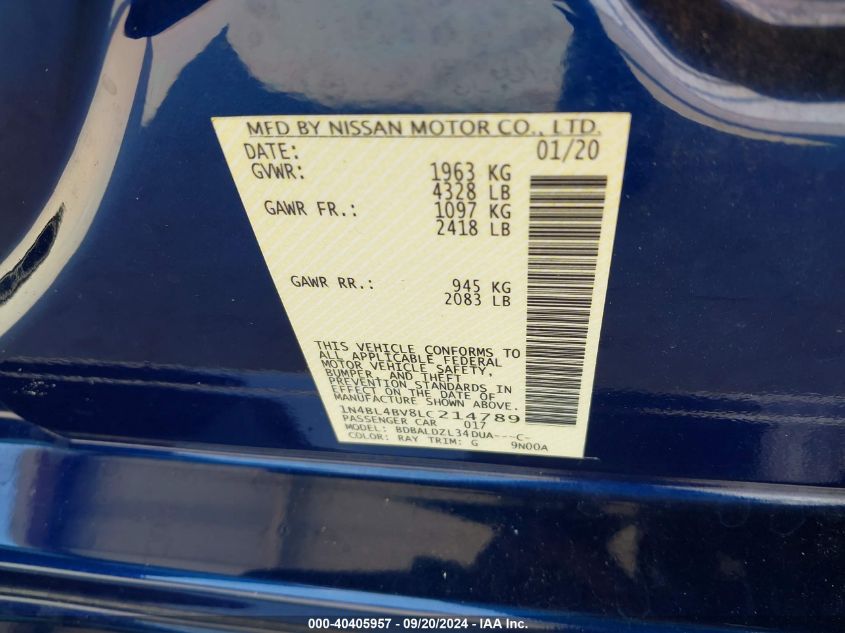 MFD BY NISSAN MOTOR CO., LTD.
DATE: 01/20
GVWR: 1963 KG
4328 LB
GAWR FR.: 1097 KG
2418 LB
GAWR RR.: 945 KG
2083 LB
THIS VEHICLE CONFORMS TO
ALL APPLICABLE FEDERAL
MOTOR VEHICLE SAFETY,
BUMPER, AND THEFT
PREVENTION STANDARDS IN
EFFECT ON THE DATE OF
MANUFACTURE SHOWN ABOVE.
1N4BL4BV8LC214789
PASSENGER CAR 017
MODEL: BDBALDZL34DUA---C-
COLOR: RAY TRIM: G 9N00A
000-40405957 - 09/20/2024 - IAA Inc.